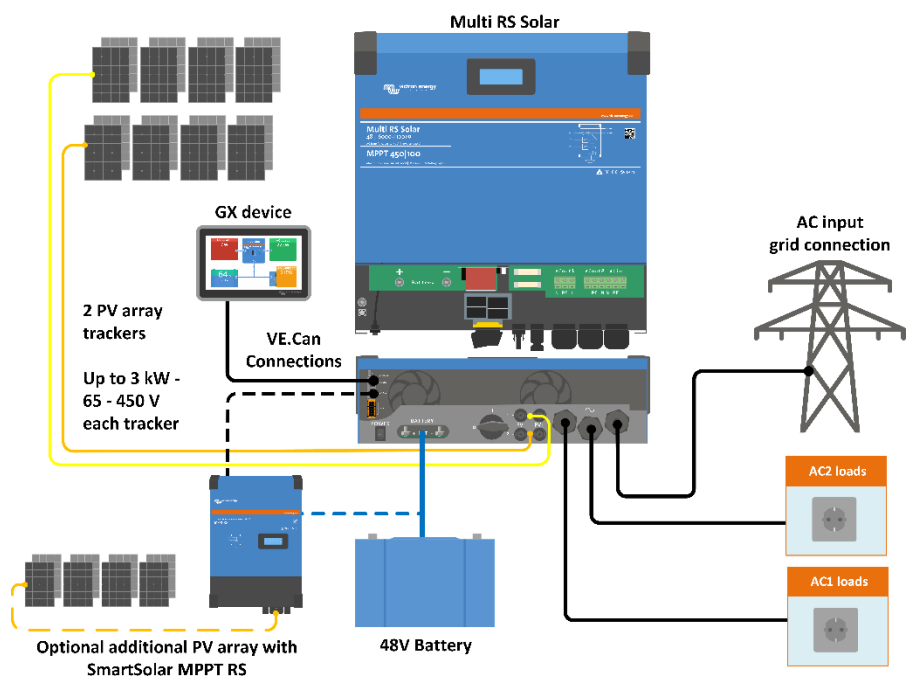 Multi RS Solar
Multi RS Solar
MPPT 450|100
GX device
AC input
grid connection
2 PV array
trackers
VE.Can
Connections
Up to 3 kW -
65 - 450 V
each tracker
BATTERY
AC2 loads
AC1 loads
48V Battery
Optional additional PV array with
SmartSolar MPPT RS